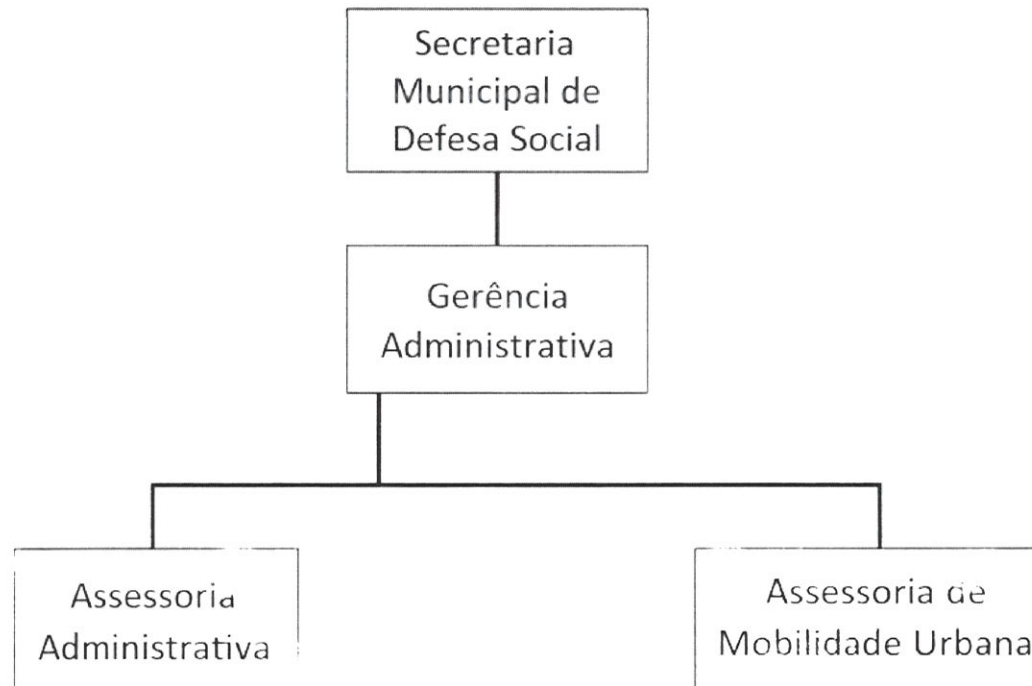 Secretaria
Municipal de
Defesa Social
Gerência
Administrativa
Assessoria
Administrativa
Assessoria de
Mobilidade Urbana